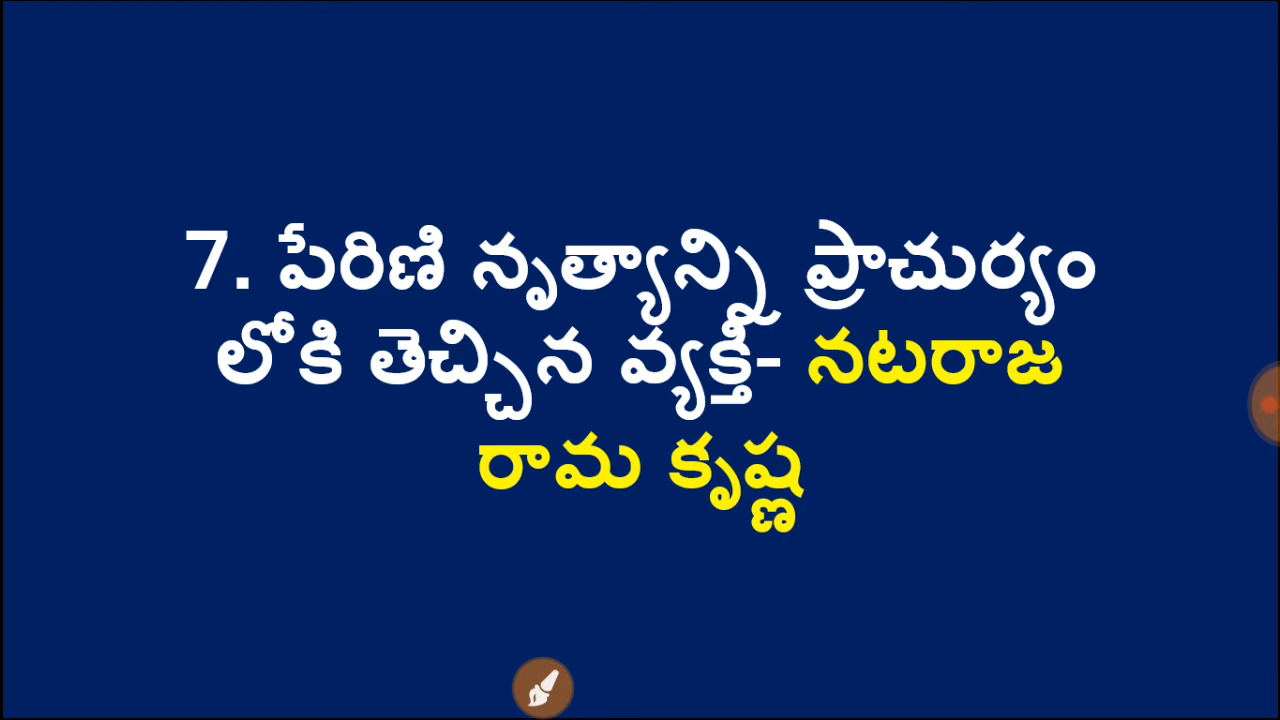 7. పేరిణి నృత్యాన్ని ప్రాచుర్యం
లోకి తెచ్చిన వ్యక్తి- నటరాజ
రామ కృష్ణ